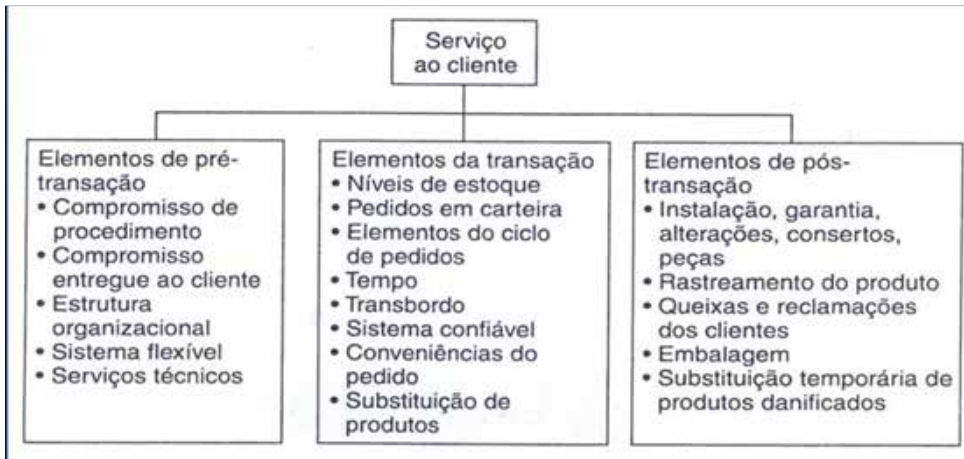 Serviço
ao cliente
Elementos de pré-
transação
• Compromisso de
procedimento
• Compromisso
entregue ao cliente
• Estrutura
organizacional
• Sistema flexível
• Serviços técnicos
Elementos da transação
• Níveis de estoque
• Pedidos em carteira
• Elementos do ciclo
de pedidos
• Tempo
• Transbordo
• Sistema confiável
• Conveniências do
pedido
• Substituição de
produtos
Elementos de pós-
transação
• Instalação, garantia,
alterações, consertos,
peças
• Rastreamento do produto
• Queixas e reclamações
dos clientes
• Embalagem
• Substituição temporária de
produtos danificados